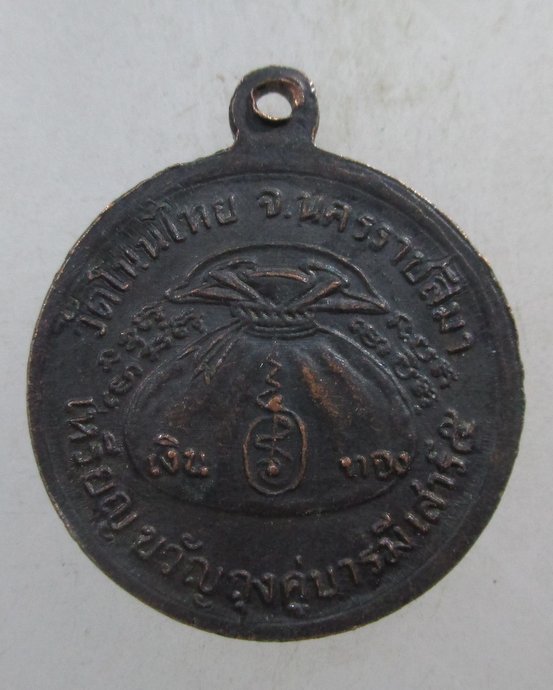 วัดโพนไทย จ.นครราชสีมา
เงิน ทอง
เหรียญขวัญถุงคู่บารมีเสาร์๕